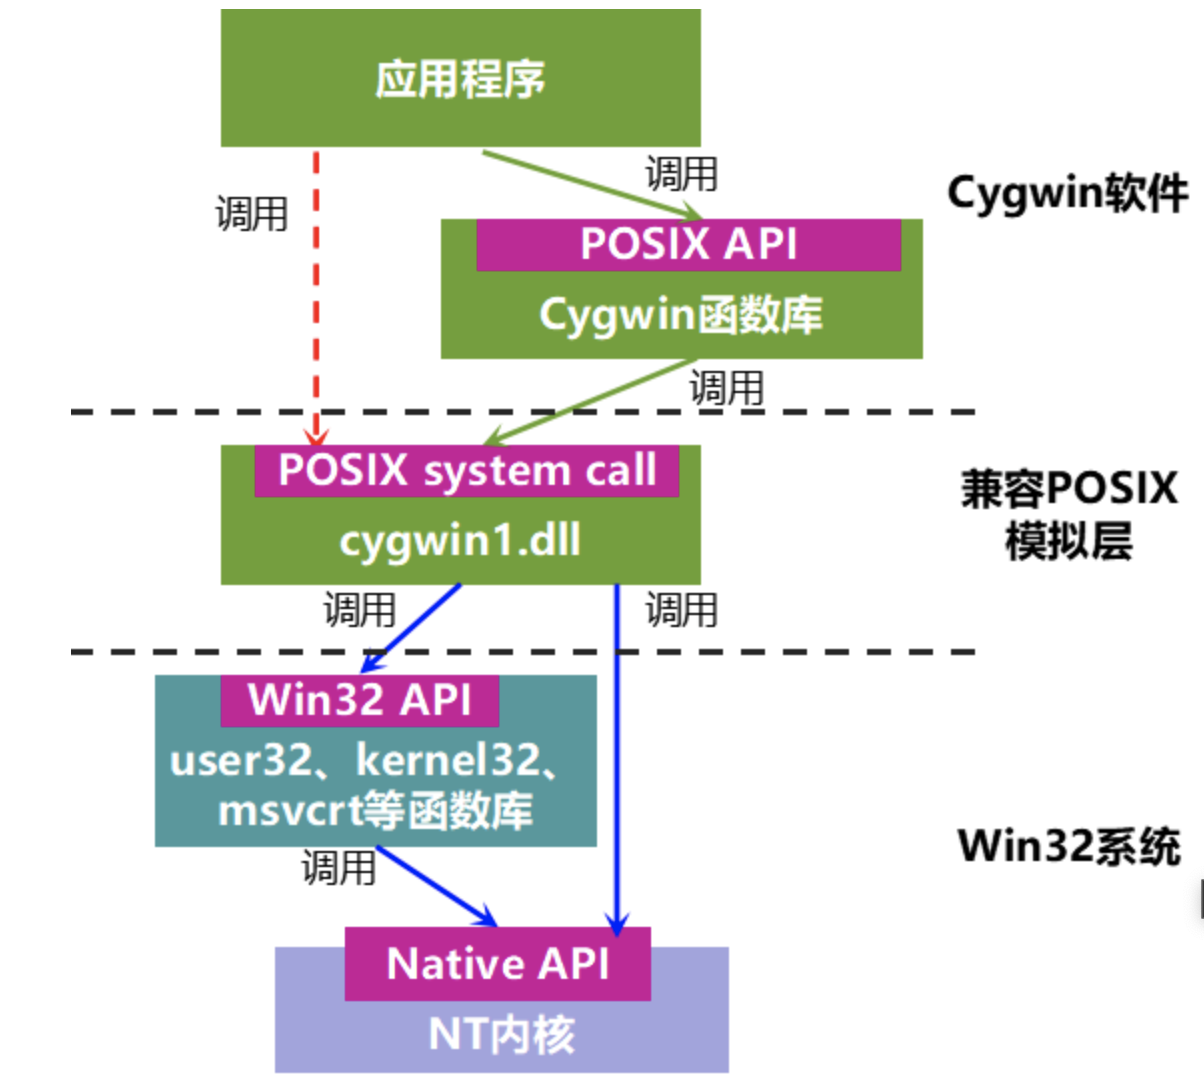 应用程序
调用
调用
Cygwin软件
POSIX API
Cygwin函数库
调用
POSIX system call
cygwin1.dll
兼容POSIX
模拟层
调用
调用
Win32 API
user32、kernel32、
msvcrt等函数库
Win32系统
调用
Native API
NT内核